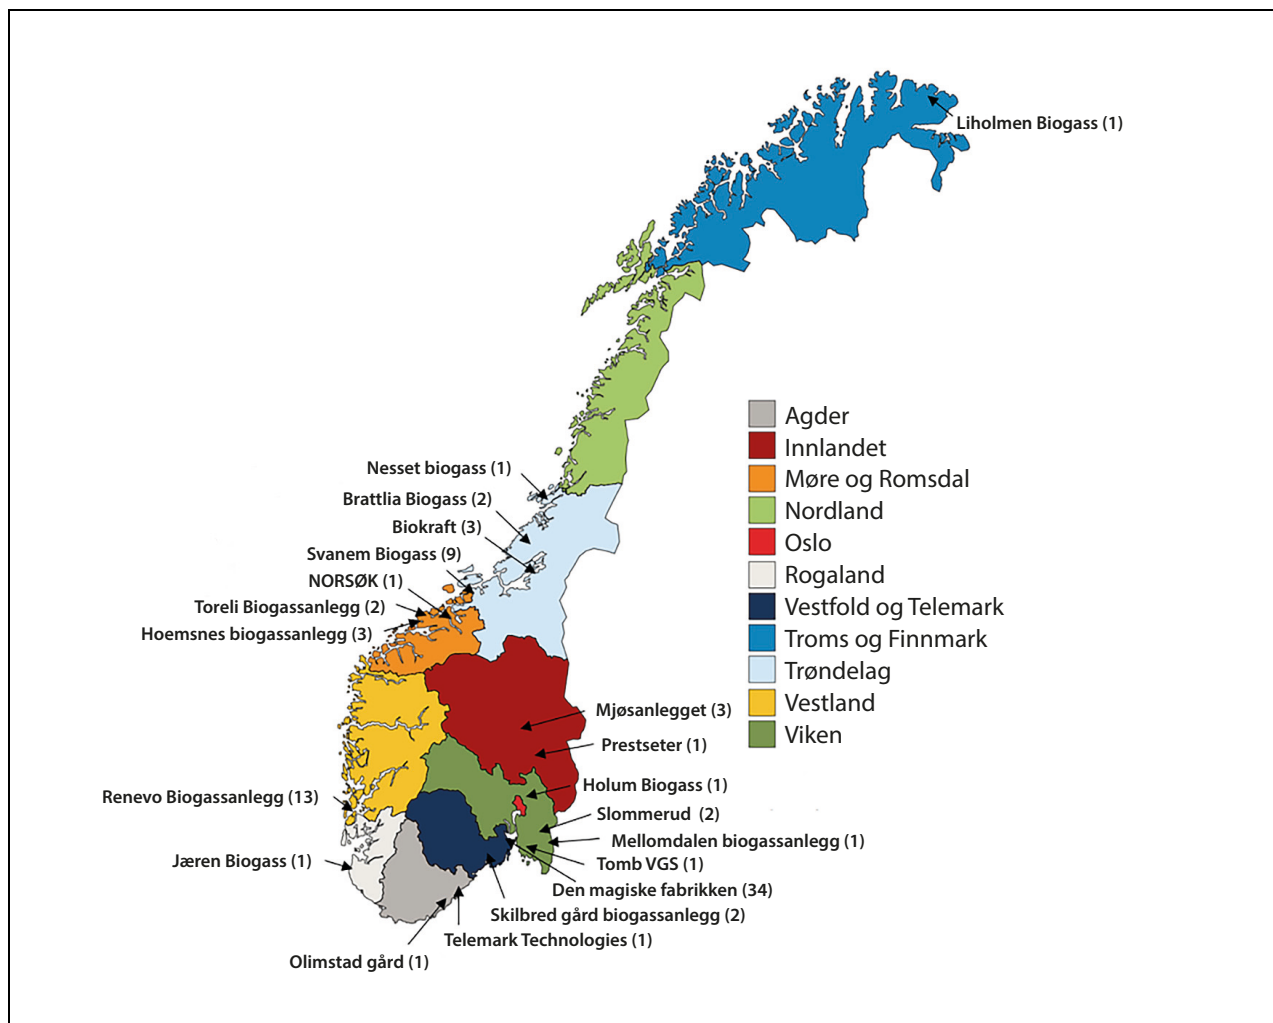 Liholmen Biogass (1)
Agder
Innlandet
Møre og Romsdal
Nordland
Oslo
Rogaland
Vestfold og Telemark
Troms og Finnmark
Trøndelag
Vestland
Viken
Nesset biogass (1)
Brattlia Biogass (2)
Biokraft (3)
Svanem Biogass (9)
NORSØK (1)
Toreli Biogassanlegg (2)
Hoemsnes biogassanlegg (3)
Mjøsanlegget (3)
Prestseter (1)
Holum Biogass (1)
Slommerud (2)
Mellomdalen biogassanlegg (1)
Tomb VGS (1)
Den magiske fabrikken (34)
Skilbred gård biogassanlegg (2)
Telemark Technologies (1)
Olimstad gård (1)
Renevo Biogassanlegg (13)
Jæren Biogass (1)